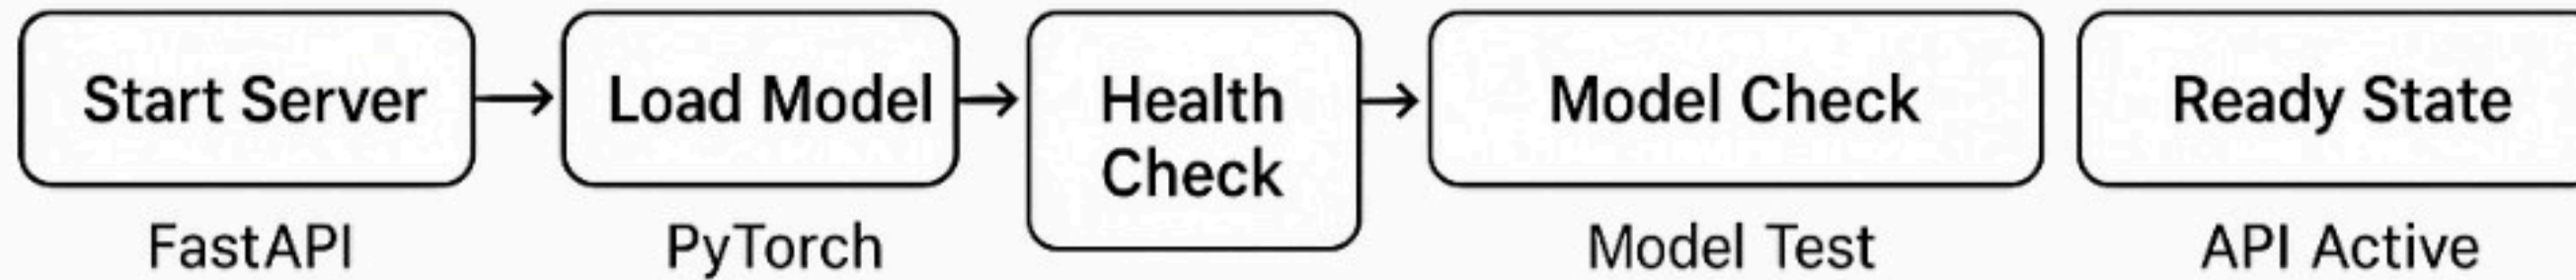 Start Server
FastAPI
Load Model
PyTorch
Health
Check
Model Check
Model Test
Ready State
API Active